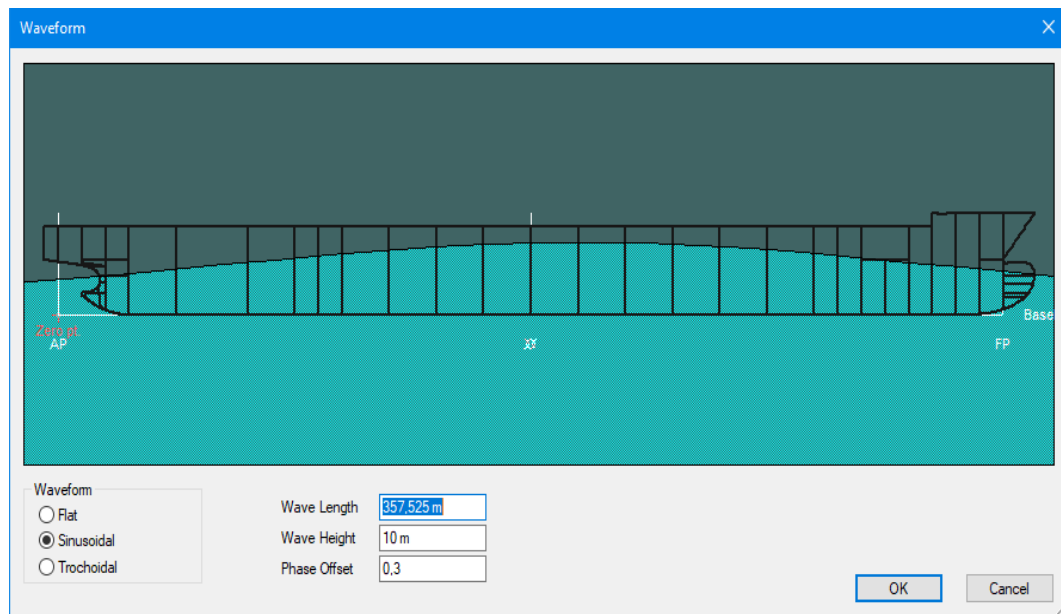 Waveform
Zero pt.
Base
AP
FP
Waveform
Flat
Sinusoidal
Trochoidal
Wave Length 357,525 m
Wave Height 10 m
Phase Offset 0,3
OK Cancel